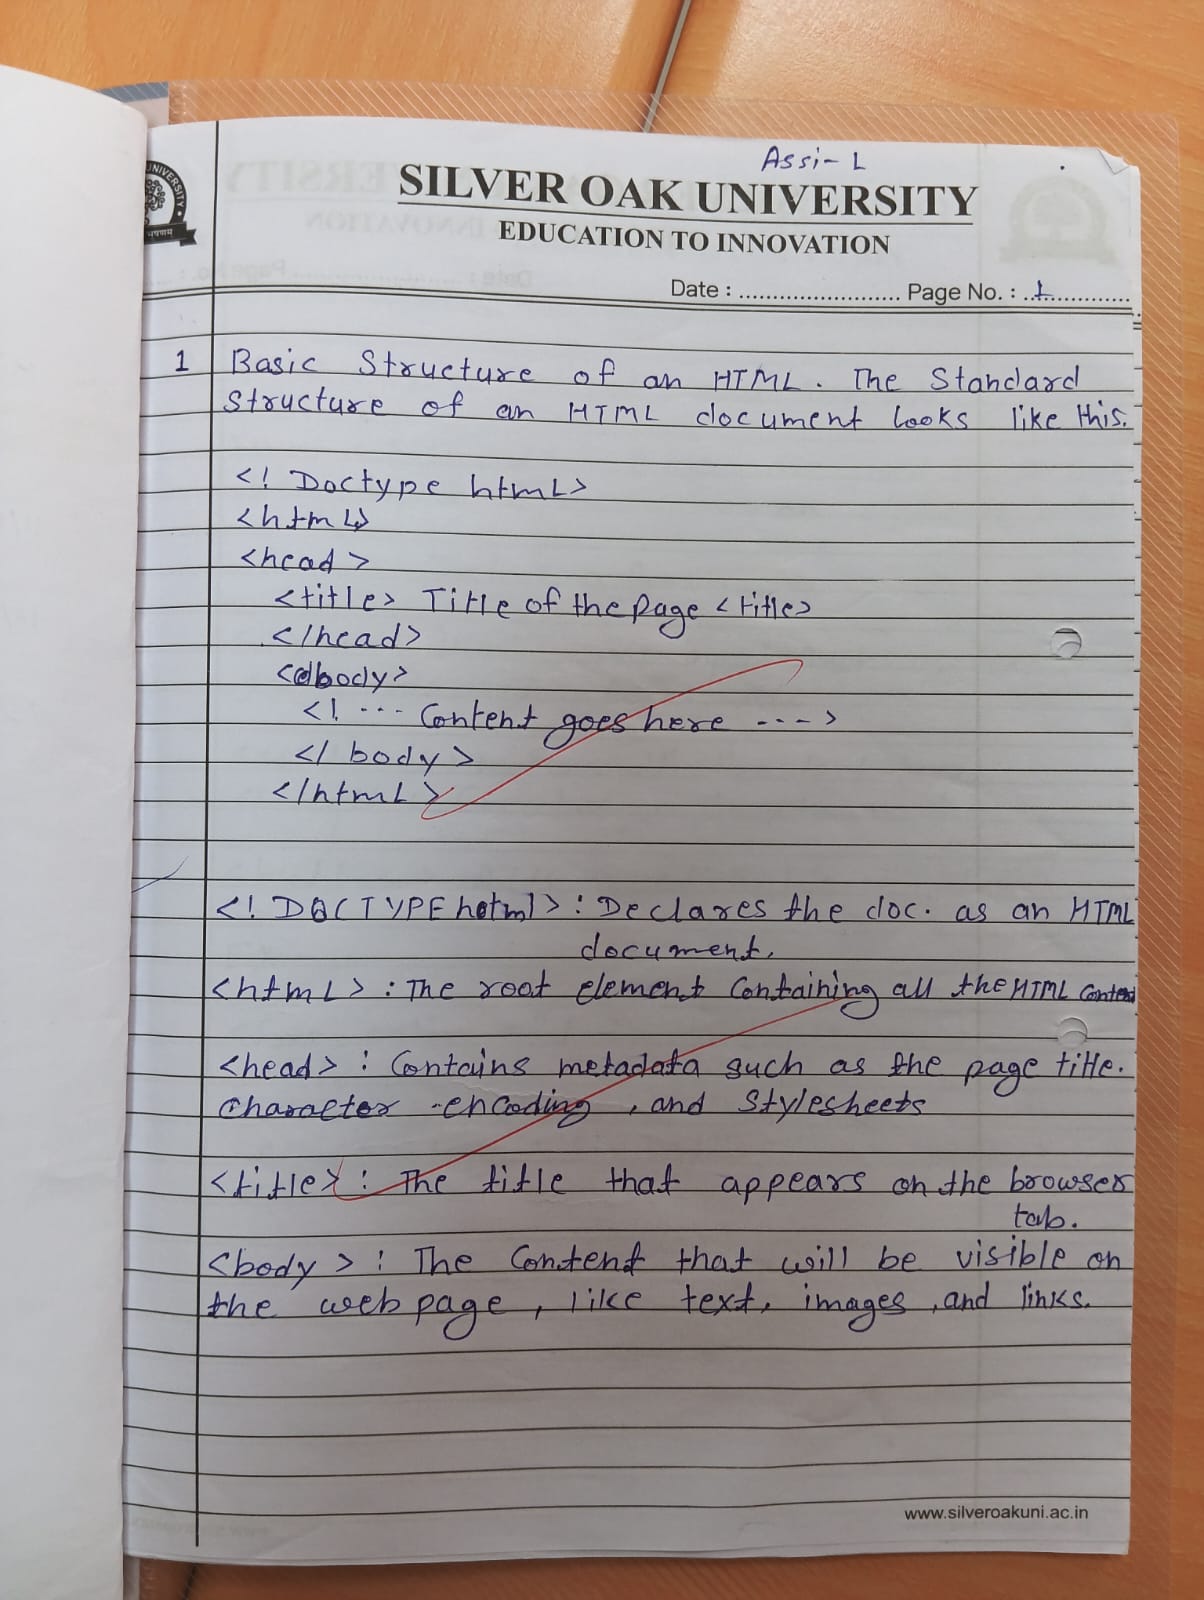 Assi-1
UNIVERSITY
SILVER OAK UNIVERSITY
EDUCATION TO INNOVATION
Date : ........................ Page No. : ..1.............
1 Basic Structure of an HTML. The Standard
Structure of an HTML document looks like this.
<! Doctype html>
<html>
<head>
<title> Title of the page <title>
</head>
<body>
<! --- Content goes here ---->
</ body>
</html>
<! DOCTYPE html> : Declares the doc. as an HTML
document.
<html> : The root element containing all the HTML content
<head> : Contains metadata such as the page title.
Character -encoding , and Stylesheets
<title> : The title that appears on the browser
tab.
<body > : The Content that will be visible on
the web page , like text, images , and links.
www.silveroakuni.ac.in